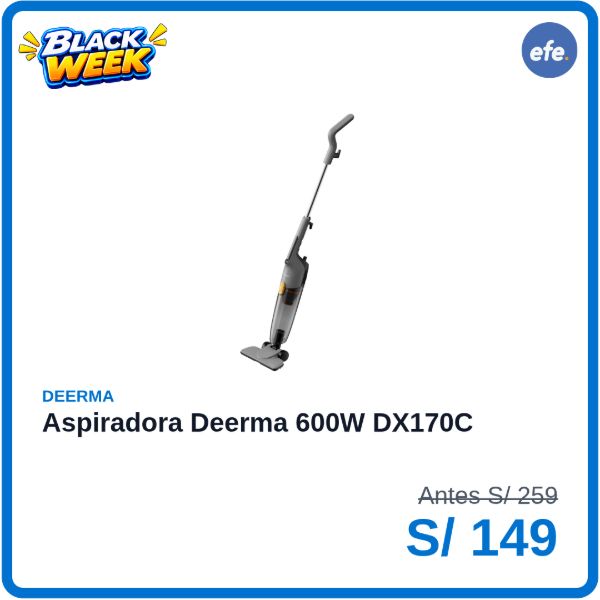 BLACK
WEEK
efe.
DEERMA
Aspiradora Deerma 600W DX170C
Antes S/ 259
S/ 149